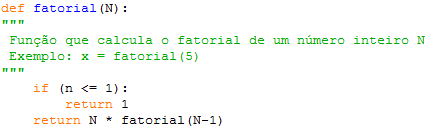 def fatorial(N):
"""
 Função que calcula o fatorial de um número inteiro N
 Exemplo: x = fatorial(5)
"""
    if (n <= 1):
        return 1
    return N * fatorial(N-1)